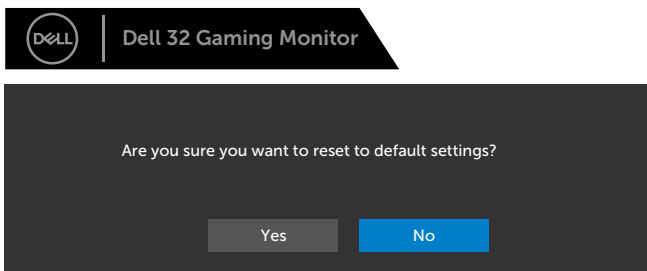 DELL
Dell 32 Gaming Monitor
Are you sure you want to reset to default settings?
Yes
No